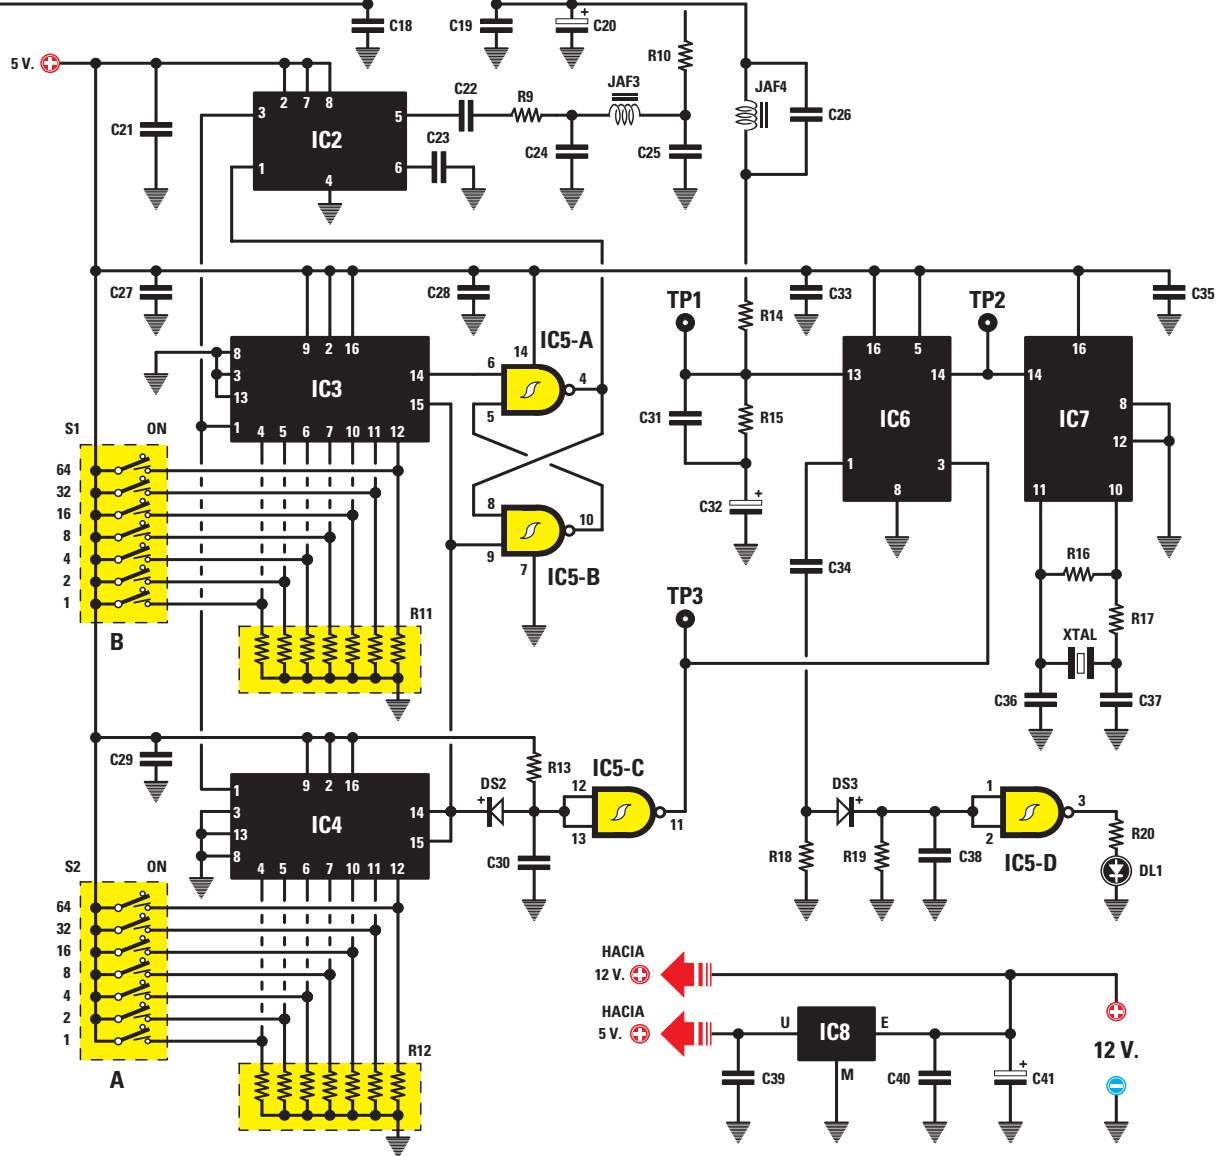 C18
C19
+
C20
5 V.
R10
JAF3
JAF4
C22
R9
C21
3
2 7 8
IC2
5
C23
C24
C25
C26
1
4
6
C27
C28
C33
C35
TP1
R14
TP2
8
3
13
1
9 2 16
IC3
14
15
4 5 6 7 10 11 12
IC5-A
14
6
5
4
C31
R15
13
16
5
14
IC6
1
3
8
14
16
IC7
8
12
11
10
S1
ON
64
32
16
8
4
2
1
B
R11
8
9
10
7
IC5-B
C32
+
C34
R16
R17
XTAL
C36
C37
TP3
C29
1
3
13
8
9 2 16
IC4
14
15
4 5 6 7 10 11 12
DS2
+
R13
IC5-C
12
13
11
C30
DS3
+
R18
R19
C38
1
2
3
IC5-D
R20
DL1
S2
ON
64
32
16
8
4
2
1
A
R12
HACIA
12 V.
HACIA
5 V.
U
IC8
E
M
C39
C40
+
C41
12 V.